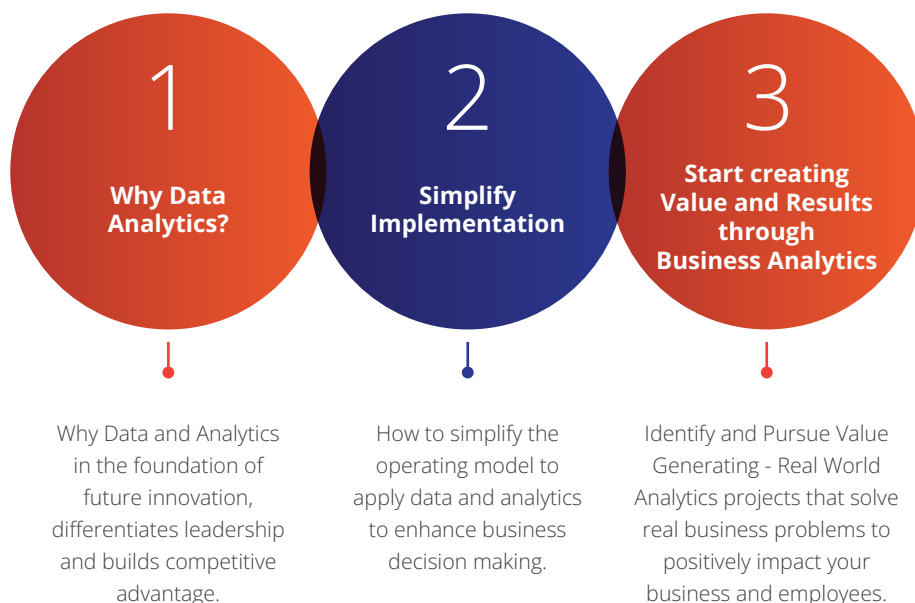 1
Why Data
Analytics?
Why Data and Analytics
in the foundation of
future innovation,
differentiates leadership
and builds competitive
advantage.
2
Simplify
Implementation
How to simplify the
operating model to
apply data and analytics
to enhance business
decision making.
3
Start creating
Value and Results
through
Business Analytics
Identify and Pursue Value
Generating - Real World
Analytics projects that solve
real business problems to
positively impact your
business and employees.